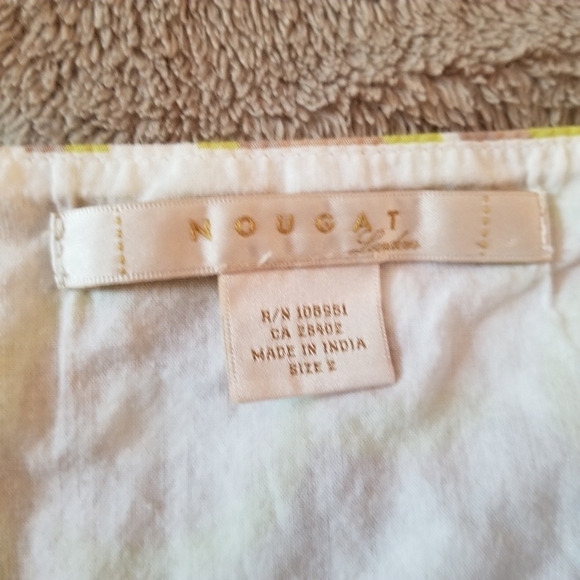 NOUGAT
London
R/N 108951
CA 28402
MADE IN INDIA
SIZE 2